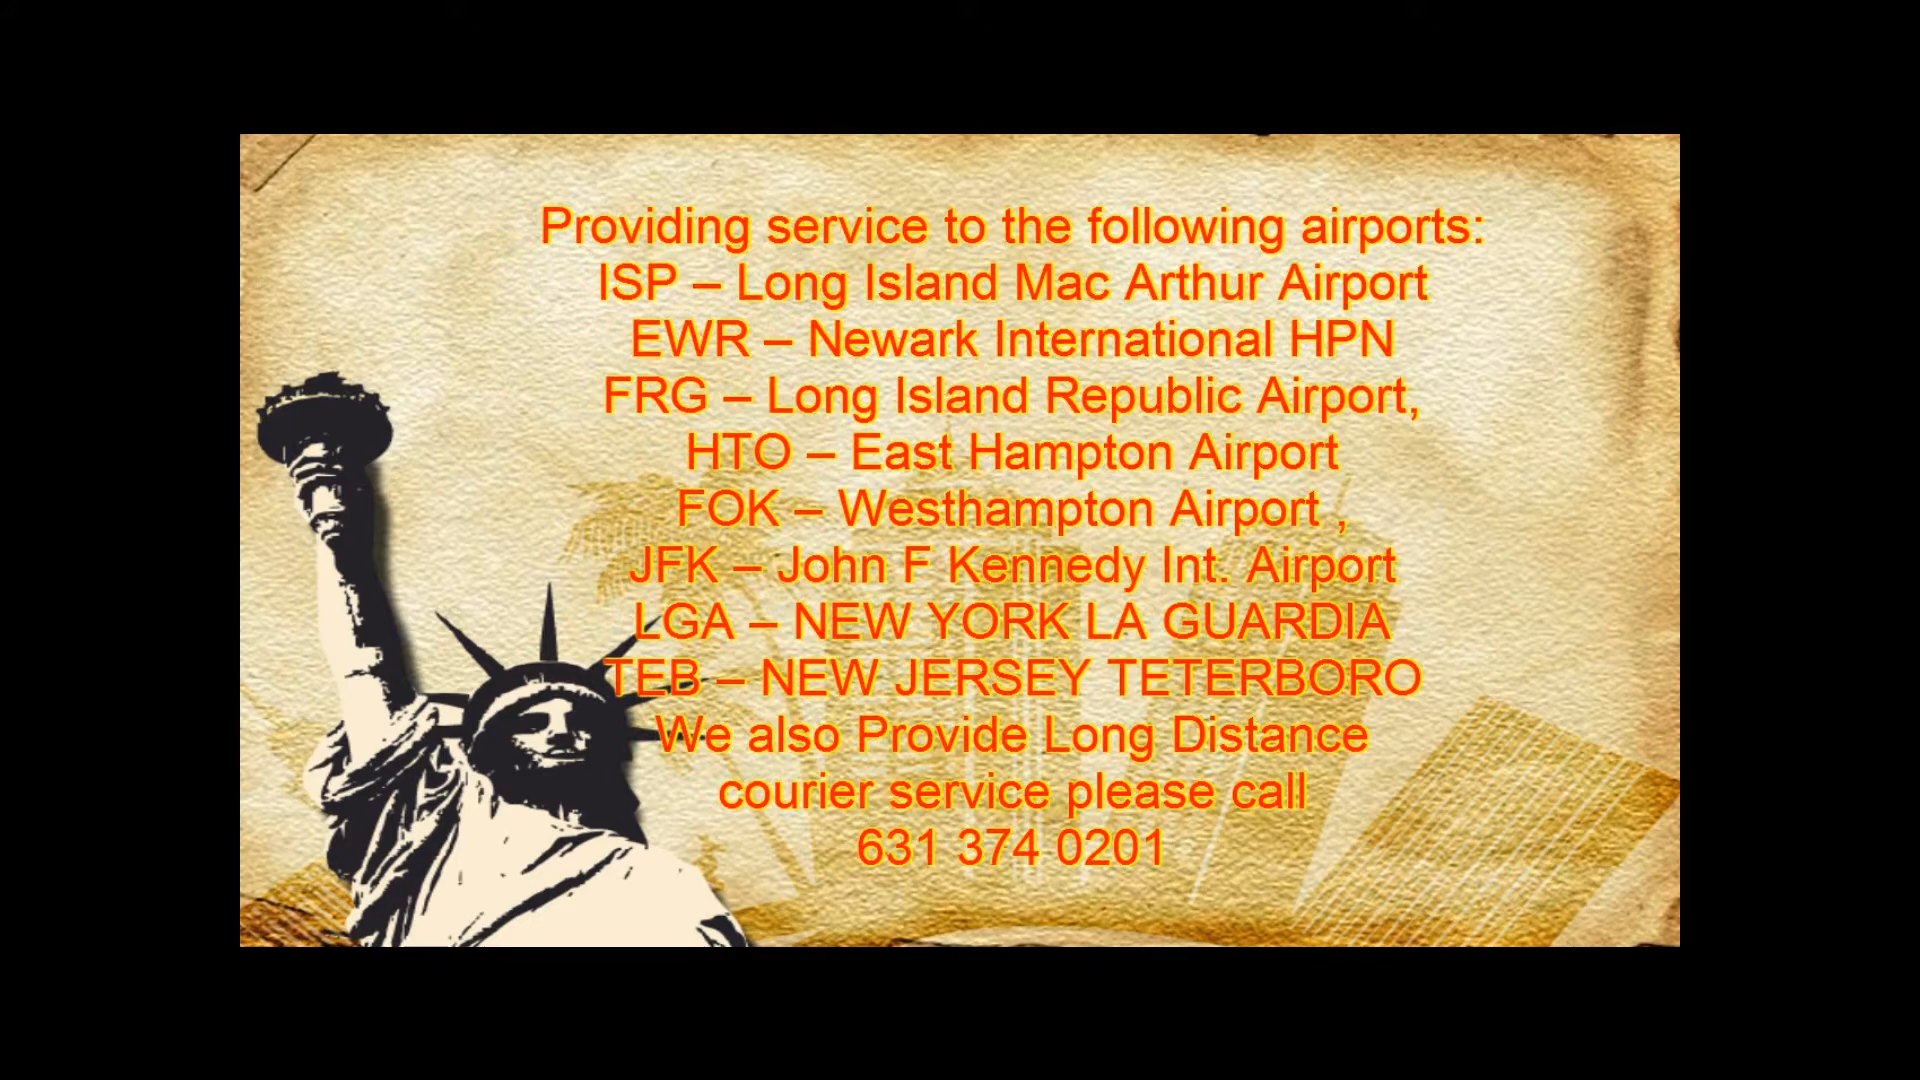 Providing service to the following airports:
ISP – Long Island Mac Arthur Airport
EWR – Newark International HPN
FRG – Long Island Republic Airport,
HTO – East Hampton Airport
FOK – Westhampton Airport ,
JFK – John F Kennedy Int. Airport
LGA – NEW YORK LA GUARDIA
TEB – NEW JERSEY TETERBORO
We also Provide Long Distance
courier service please call
631 374 0201